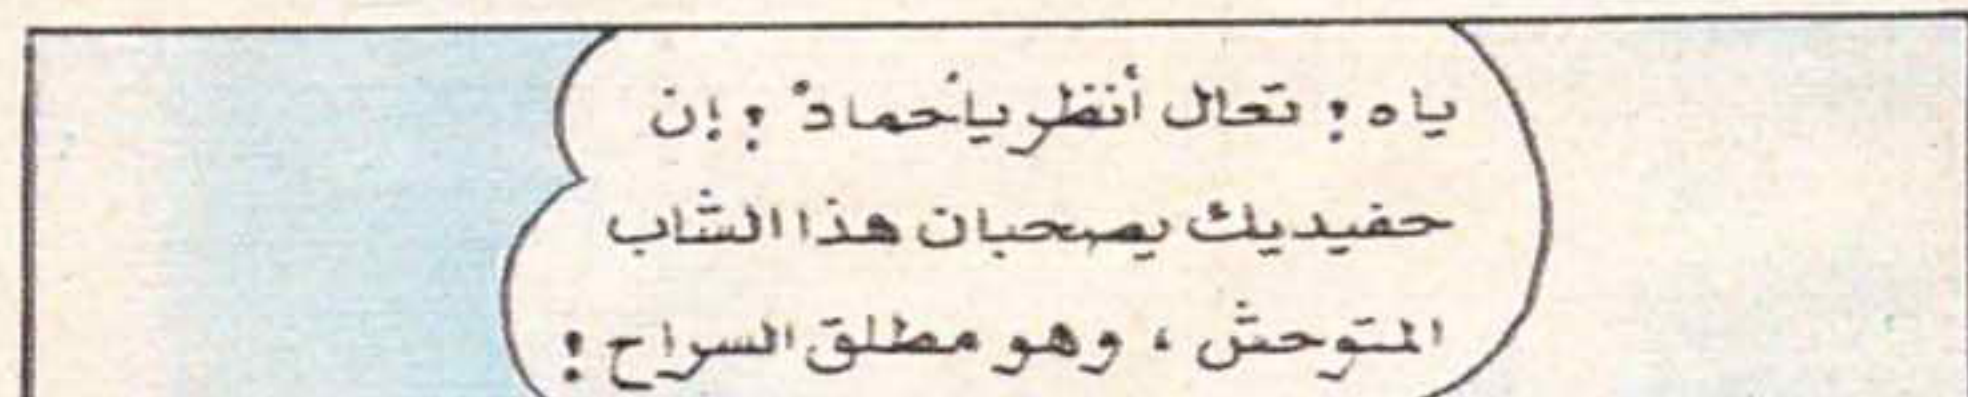 ياه ! تعال أنظر يا "حماد" ! إن
حفيديك يصحبان هذا الشاب
المتوحش ، وهو مطلق السراح !